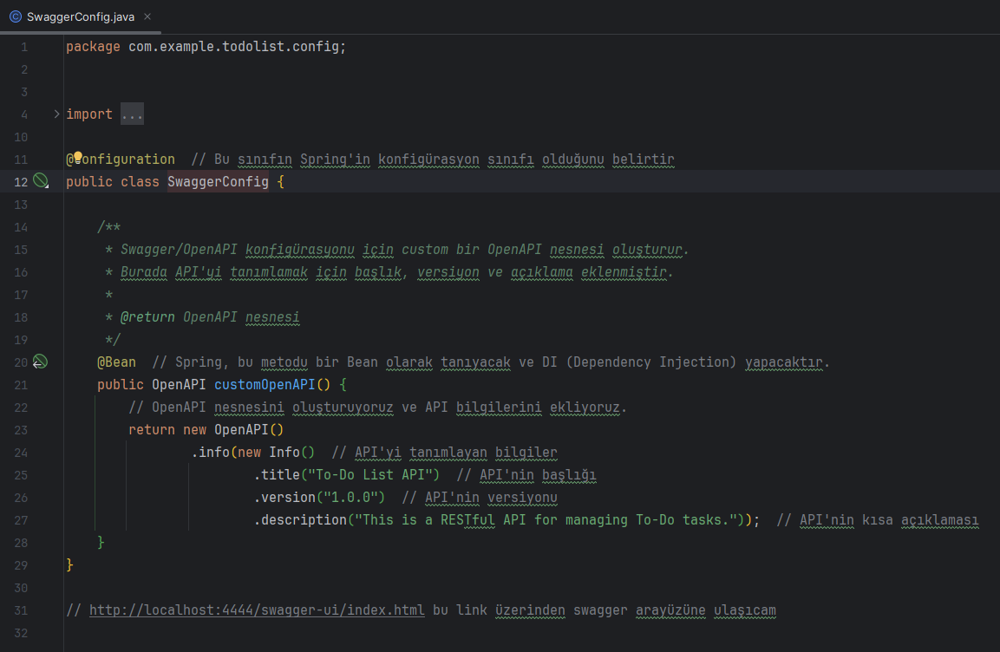 SwaggerConfig.java
1 package com.example.todolist.config;
2
3
4 import ...
10
11 @Configuration  // Bu sınıfın Spring'in konfigürasyon sınıfı olduğunu belirtir
12 public class SwaggerConfig {
13
14     /**
15      * Swagger/OpenAPI konfigürasyonu için custom bir OpenAPI nesnesi oluşturur.
16      * Burada API'yi tanımlamak için başlık, versiyon ve açıklama eklenmiştir.
17      *
18      * @return OpenAPI nesnesi
19      */
20     @Bean  // Spring, bu metodu bir Bean olarak tanıyacak ve DI (Dependency Injection) yapacaktır.
21     public OpenAPI customOpenAPI() {
22         // OpenAPI nesnesini oluşturuyoruz ve API bilgilerini ekliyoruz.
23         return new OpenAPI()
24                 .info(new Info()  // API'yi tanımlayan bilgiler
25                         .title("To-Do List API")  // API'nin başlığı
26                         .version("1.0.0")  // API'nin versiyonu
27                         .description("This is a RESTful API for managing To-Do tasks."));  // API'nin kısa açıklaması
28     }
29 }
30
31 // http://localhost:4444/swagger-ui/index.html bu link üzerinden swagger arayüzüne ulaşıcam
32